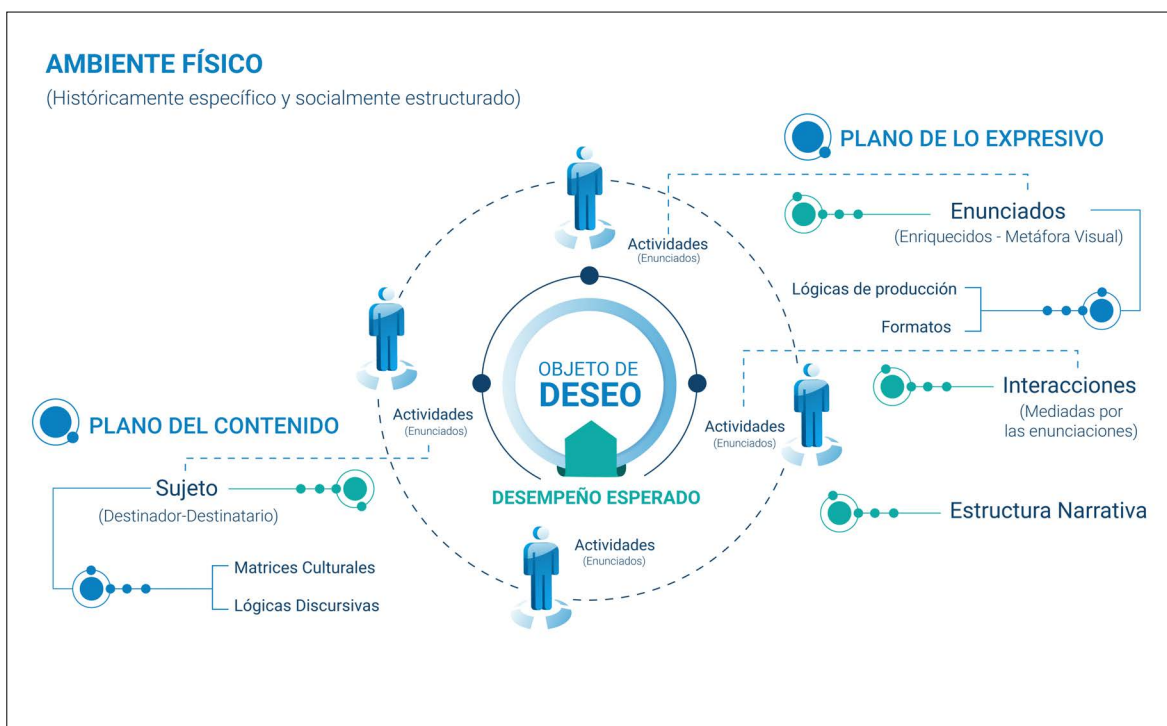 AMBIENTE FÍSICO
(Históricamente específico y socialmente estructurado)
PLANO DE LO EXPRESIVO
Enunciados
(Enriquecidos - Metáfora Visual)
Lógicas de producción
Formatos
Interacciones
(Mediadas por
las enunciaciones)
Estructura Narrativa
Actividades
(Enunciados)
Actividades
(Enunciados)
Actividades
(Enunciados)
Actividades
(Enunciados)
OBJETO DE
DESEO
DESEMPEÑO ESPERADO
PLANO DEL CONTENIDO
Sujeto
(Destinador-Destinatario)
Matrices Culturales
Lógicas Discursivas